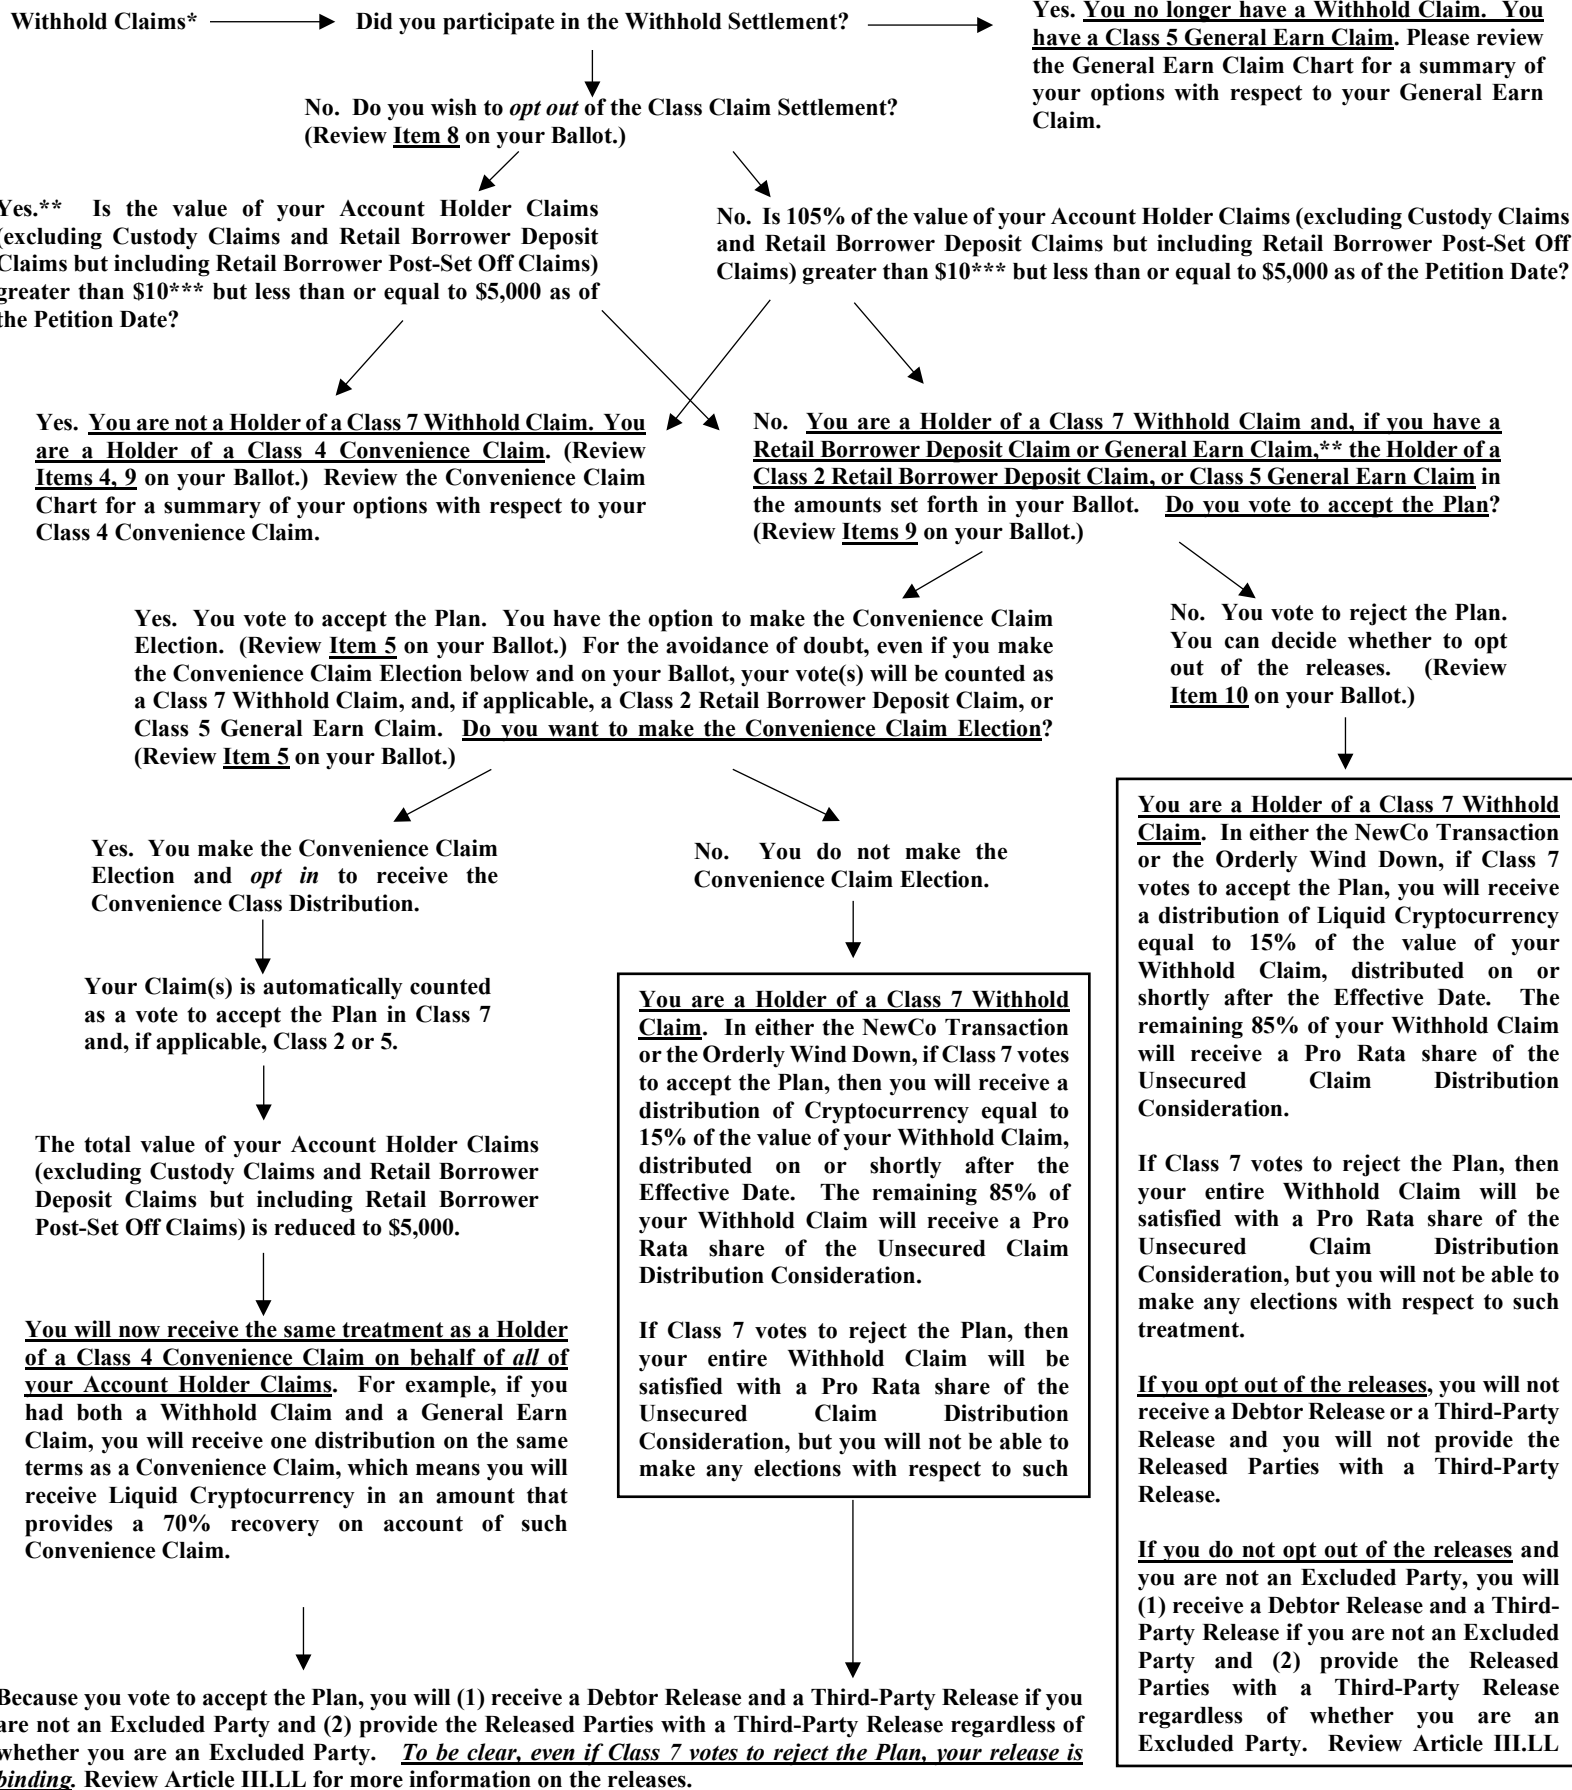 Withhold Claims*
Did you participate in the Withhold Settlement?
Yes. You no longer have a Withhold Claim. You
have a Class 5 General Earn Claim. Please review
the General Earn Claim Chart for a summary of
your options with respect to your General Earn
Claim.
No. Do you wish to opt out of the Class Claim Settlement?
(Review Item 8 on your Ballot.)
Yes.** Is the value of your Account Holder Claims
(excluding Custody Claims and Retail Borrower Deposit
Claims but including Retail Borrower Post-Set Off Claims)
greater than $10*** but less than or equal to $5,000 as of
the Petition Date?
No. Is 105% of the value of your Account Holder Claims (excluding Custody Claims
and Retail Borrower Deposit Claims but including Retail Borrower Post-Set Off
Claims) greater than $10*** but less than or equal to $5,000 as of the Petition Date?
Yes. You are not a Holder of a Class 7 Withhold Claim. You
are a Holder of a Class 4 Convenience Claim. (Review
Items 4, 9 on your Ballot.) Review the Convenience Claim
Chart for a summary of your options with respect to your
Class 4 Convenience Claim.
No. You are a Holder of a Class 7 Withhold Claim and, if you have a
Retail Borrower Deposit Claim or General Earn Claim,** the Holder of a
Class 2 Retail Borrower Deposit Claim, or Class 5 General Earn Claim in
the amounts set forth in your Ballot. Do you vote to accept the Plan?
(Review Items 9 on your Ballot.)
Yes. You vote to accept the Plan. You have the option to make the Convenience Claim
Election. (Review Item 5 on your Ballot.) For the avoidance of doubt, even if you make
the Convenience Claim Election below and on your Ballot, your vote(s) will be counted as
a Class 7 Withhold Claim, and, if applicable, a Class 2 Retail Borrower Deposit Claim, or
Class 5 General Earn Claim. Do you want to make the Convenience Claim Election?
(Review Item 5 on your Ballot.)
No. You vote to reject the Plan.
You can decide whether to opt
out of the releases. (Review
Item 10 on your Ballot.)
Yes. You make the Convenience Claim
Election and opt in to receive the
Convenience Class Distribution.
Your Claim(s) is automatically counted
as a vote to accept the Plan in Class 7
and, if applicable, Class 2 or 5.
The total value of your Account Holder Claims
(excluding Custody Claims and Retail Borrower
Deposit Claims but including Retail Borrower
Post-Set Off Claims) is reduced to $5,000.
You will now receive the same treatment as a Holder
of a Class 4 Convenience Claim on behalf of all of
your Account Holder Claims. For example, if you
had both a Withhold Claim and a General Earn
Claim, you will receive one distribution on the same
terms as a Convenience Claim, which means you will
receive Liquid Cryptocurrency in an amount that
provides a 70% recovery on account of such
Convenience Claim.
No. You do not make the
Convenience Claim Election.
You are a Holder of a Class 7 Withhold
Claim. In either the NewCo Transaction
or the Orderly Wind Down, if Class 7 votes
to accept the Plan, then you will receive a
distribution of Cryptocurrency equal to
15% of the value of your Withhold Claim,
distributed on or shortly after the
Effective Date. The remaining 85% of
your Withhold Claim will receive a Pro
Rata share of the Unsecured Claim
Distribution Consideration.
If Class 7 votes to reject the Plan, then
your entire Withhold Claim will be
satisfied with a Pro Rata share of the
Unsecured Claim Distribution
Consideration, but you will not be able to
make any elections with respect to such
You are a Holder of a Class 7 Withhold
Claim. In either the NewCo Transaction
or the Orderly Wind Down, if Class 7
votes to accept the Plan, you will receive
a distribution of Liquid Cryptocurrency
equal to 15% of the value of your
Withhold Claim, distributed on or
shortly after the Effective Date. The
remaining 85% of your Withhold Claim
will receive a Pro Rata share of the
Unsecured Claim Distribution
Consideration.
If Class 7 votes to reject the Plan, then
your entire Withhold Claim will be
satisfied with a Pro Rata share of the
Unsecured Claim Distribution
Consideration, but you will not be able to
make any elections with respect to such
treatment.
If you opt out of the releases, you will not
receive a Debtor Release or a Third-Party
Release and you will not provide the
Released Parties with a Third-Party
Release.
If you do not opt out of the releases and
you are not an Excluded Party, you will
(1) receive a Debtor Release and a Third-
Party Release if you are not an Excluded
Party and (2) provide the Released
Parties with a Third-Party Release
regardless of whether you are an
Excluded Party. Review Article III.LL
Because you vote to accept the Plan, you will (1) receive a Debtor Release and a Third-Party Release if you
are not an Excluded Party and (2) provide the Released Parties with a Third-Party Release regardless of
whether you are an Excluded Party. To be clear, even if Class 7 votes to reject the Plan, your release is
binding. Review Article III.LL for more information on the releases.